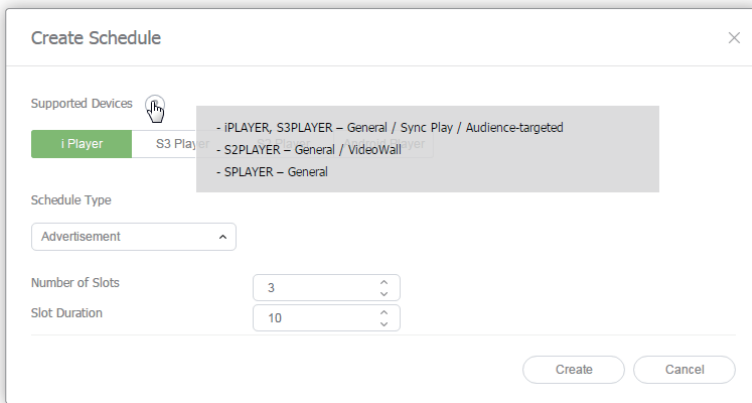 Create Schedule
Supported Devices
- iPLAYER, S3PLAYER – General / Sync Play / Audience-targeted
i Player S3 Player
- S2PLAYER – General / VideoWall
- SPLAYER – General
Schedule Type
Advertisement
Number of Slots 3
Slot Duration 10
Create Cancel